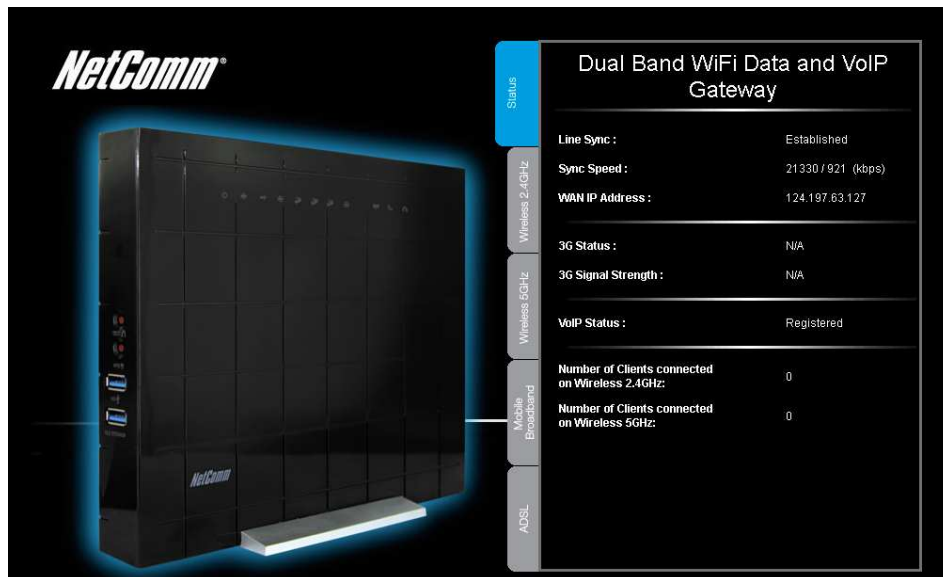 NetComm®
Status
Wireless 2.4GHz
Wireless 5GHz
Mobile
Broadband
ADSL
Dual Band WiFi Data and VoIP
Gateway
Line Sync : Established
Sync Speed : 21330 / 921 (kbps)
WAN IP Address : 124.197.63.127
3G Status : N/A
3G Signal Strength : N/A
VoIP Status : Registered
Number of Clients connected
on Wireless 2.4GHz: 0
Number of Clients connected
on Wireless 5GHz: 0
NetComm